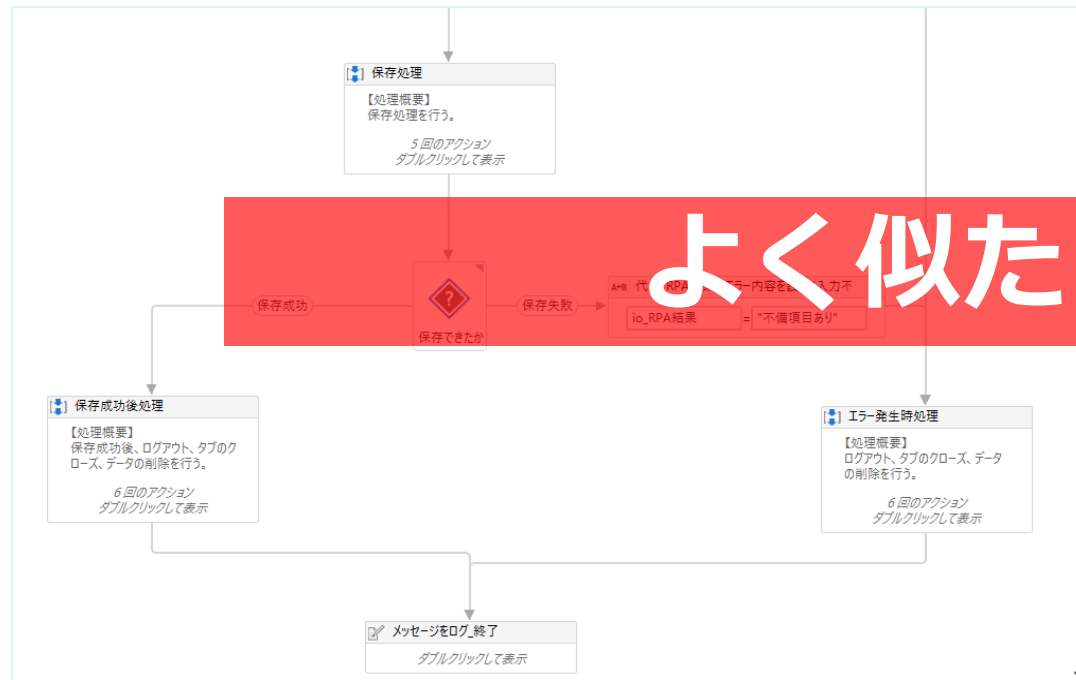 保存処理
【処理概要】
保存処理を行う。
5 回のアクション
ダブルクリックして表示
よく似た
保存成功
?
保存できたか
保存失敗
A+B 代 RPA ラー内容を 入力不
io_RPA結果 = "不備項目あり"
保存成功後処理
【処理概要】
保存成功後、ログアウト、タブのク
ローズ、データの削除を行う。
6 回のアクション
ダブルクリックして表示
エラー発生時処理
【処理概要】
ログアウト、タブのクローズ、データ
の削除を行う。
6 回のアクション
ダブルクリックして表示
メッセージをログ_終了
ダブルクリックして表示